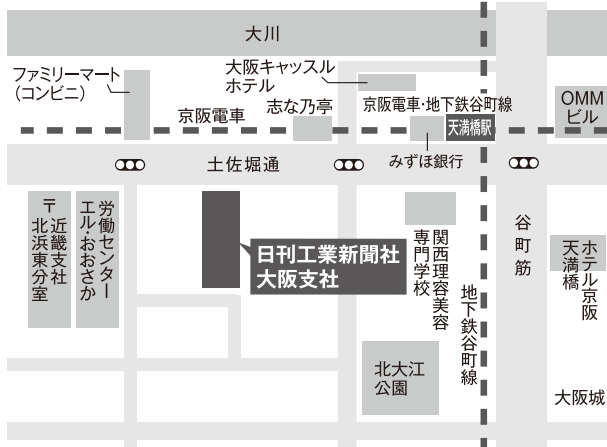 大川
ファミリーマート
(コンビニ)
大阪キャッスル
ホテル
京阪電車
志な乃亭
京阪電車・地下鉄谷町線
天満橋駅
OMM
ビル
土佐堀通
みずほ銀行
〒
近畿支社
北浜東分室
労働センター
エル・おおさか
日刊工業新聞社
大阪支社
関西理容美容
専門学校
地下鉄谷町線
谷町筋
ホテル京阪
天満橋
北大江
公園
大阪城